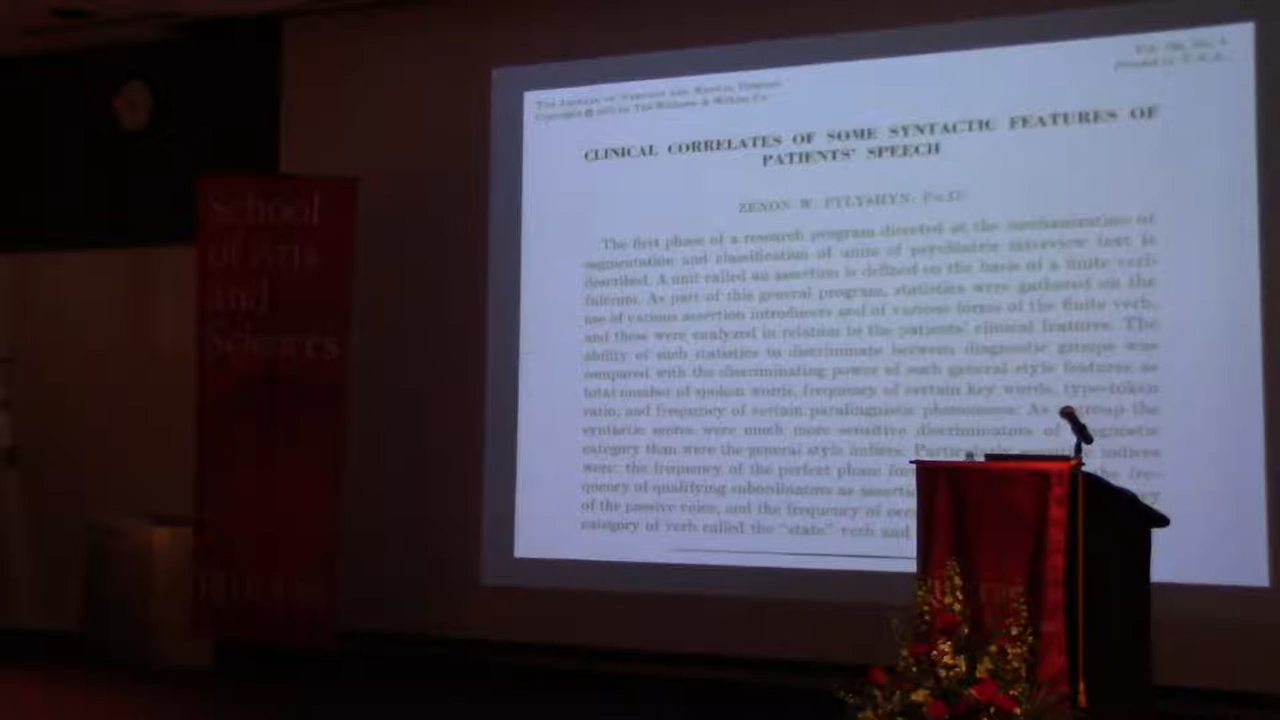 School
of Arts
and
Sciences
CLINICAL CORRELATES OF SOME SYNTACTIC FEATURES OF
PATIENTS' SPEECH
ZENON W. PYLYSHYN, Ph.D.
The first phase of a research program directed at the mechanization of
segmentation and classification of units of psychiatric interview text is
described. A unit called an assertion is defined on the basis of a finite verb
fulcrum. As part of this general program, statistics were gathered on the
use of various assertion introducers and of various forms of the finite verb,
and these were analyzed in relation to the patients' clinical features. The
ability of such statistics to discriminate between diagnostic groups was
compared with the discriminating power of such general style features as
total number of spoken words, frequency of certain key words, type-token
ratio, and frequency of certain paralinguistic phenomena. As group the
syntactic scores were much more sensitive discriminators of
category than were the general style indices. indices
were: the frequency of the perfect phase the fre-
quency of qualifying subordinators as
of the passive voice, and the frequency of
category of verb called the "state" verb and